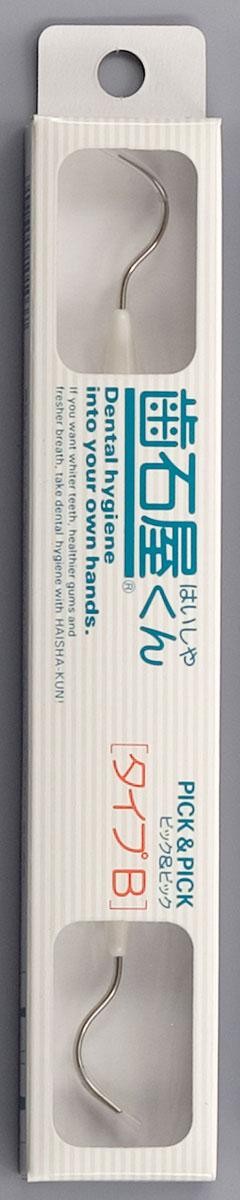 はいしや
歯石屋くん®
Dental hygiene
into your own hands.
If you want whiter teeth, healthier gums and
fresher breath, take dental hygiene with HAISHA-KUN!
PICK & PICK
ピック&ピック
[タイプB]